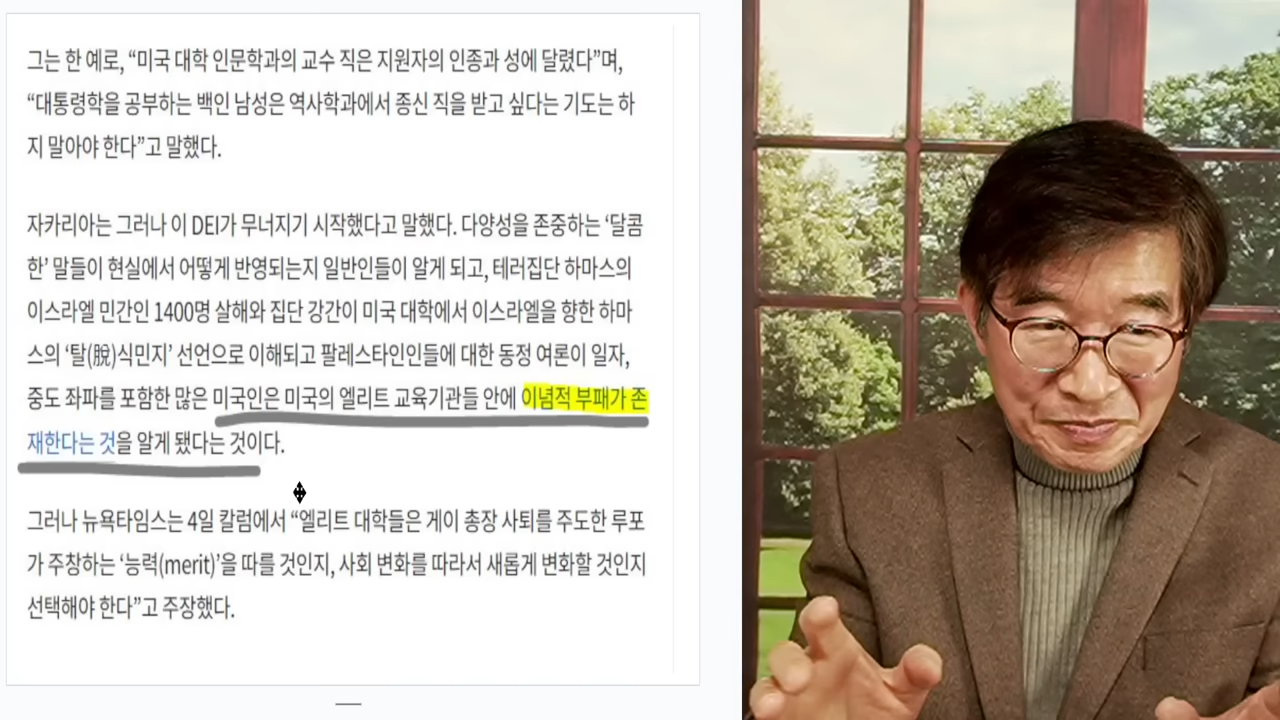 그는 한 예로, “미국 대학 인문학과의 교수 직은 지원자의 인종과 성에 달렸다”며,
“대통령학을 공부하는 백인 남성은 역사학과에서 종신 직을 받고 싶다는 기도는 하
지 말아야 한다”고 말했다.
자카리아는 그러나 이 DEI가 무너지기 시작했다고 말했다. 다양성을 존중하는 ‘달콤
한’ 말들이 현실에서 어떻게 반영되는지 일반인들이 알게 되고, 테러집단 하마스의
이스라엘 민간인 1400명 살해와 집단 강간이 미국 대학에서 이스라엘을 향한 하마
스의 ‘탈(脫)식민지’ 선언으로 이해되고 팔레스타인인들에 대한 동정 여론이 일자,
중도 좌파를 포함한 많은 미국인은 미국의 엘리트 교육기관들 안에 이념적 부패가 존
재한다는 것을 알게 됐다는 것이다.
그러나 뉴욕타임스는 4일 칼럼에서 “엘리트 대학들은 게이 총장 사퇴를 주도한 루포
가 주창하는 ‘능력(merit)’을 따를 것인지, 사회 변화를 따라서 새롭게 변화할 것인지
선택해야 한다”고 주장했다.